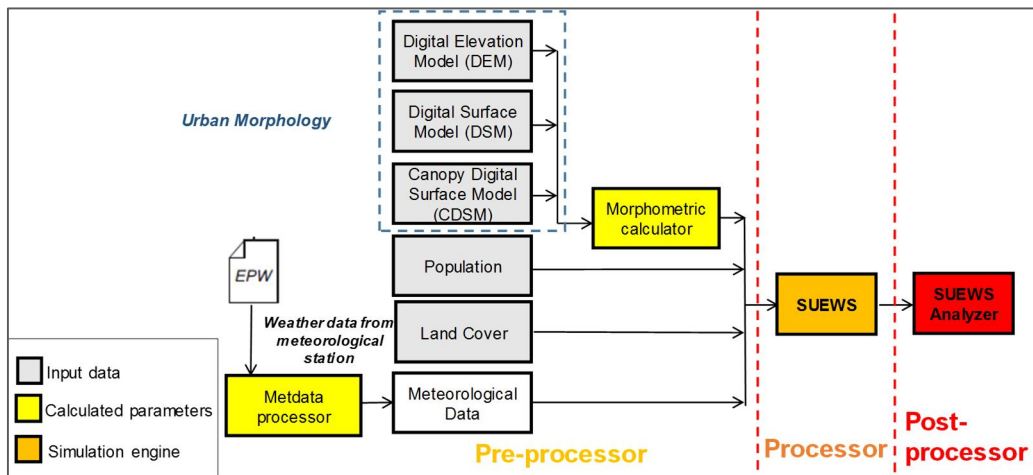 Digital Elevation
Model (DEM)
Urban Morphology
Digital Surface
Model (DSM)
Canopy Digital
Surface Model
(CDSM)
Morphometric
calculator
Population
EPW
SUEWS
SUEWS
Analyzer
Weather data from
meteorological
station
Land Cover
Input data
Calculated parameters
Simulation engine
Metdata
processor
Meteorological
Data
Pre-processor
Processor
Post-
processor